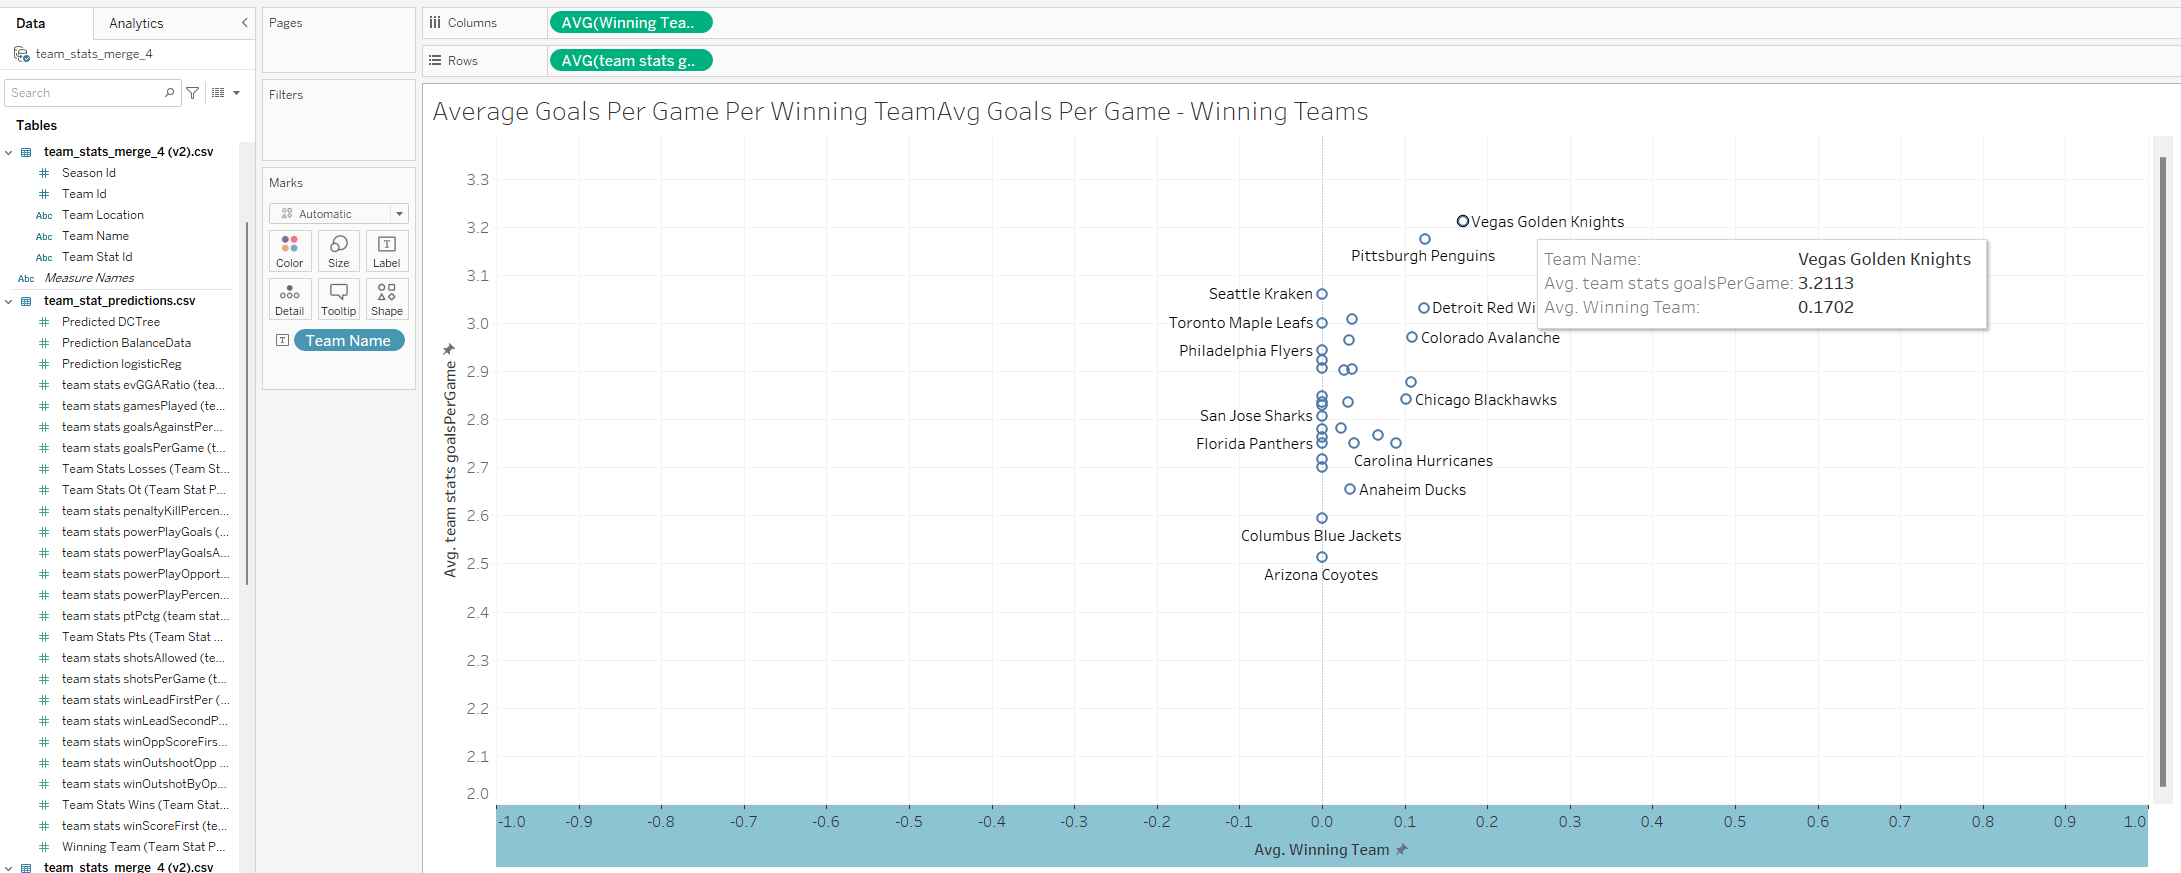 Data
Analytics
team_stats_merge_4
Search
Tables
team_stats_merge_4 (v2).csv
Season Id
Team Id
Abc Team Location
Abc Team Name
Abc Team Stat Id
Abc Measure Names
team_stat_predictions.csv
Predicted DCTree
Prediction BalanceData
Prediction logisticReg
team stats evGGARatio (tea...
team stats gamesPlayed (te...
team stats goalsAgainstPer...
team stats goalsPerGame (t...
Team Stats Losses (Team St...
Team Stats Ot (Team Stat P...
team stats penaltyKillPercen...
team stats powerPlayGoals (...
team stats powerPlayGoalsA...
team stats powerPlayOpport...
team stats powerPlayPercen...
team stats ptPctg (team stat...
Team Stats Pts (Team Stat ...
team stats shotsAllowed (te...
team stats shotsPerGame (t...
team stats winLeadFirstPer (...
team stats winLeadSecondP...
team stats winOppScoreFirs...
team stats winOutshootOpp ...
team stats winOutshotByOp...
Team Stats Wins (Team Stat...
team stats winScoreFirst (te...
Winning Team (Team Stat P...
team_stats_merge_4 (v2).csv
Pages
Filters
Marks
Automatic
Color
Size
Label
Detail
Tooltip
Shape
Team Name
Columns
AVG(Winning Tea..
Rows
AVG(team stats g..
Average Goals Per Game Per Winning TeamAvg Goals Per Game - Winning Teams
Avg. team stats goalsPerGame
3.3
3.2
3.1
3.0
2.9
2.8
2.7
2.6
2.5
2.4
2.3
2.2
2.1
2.0
Vegas Golden Knights
Pittsburgh Penguins
Seattle Kraken
Detroit Red Wi
Toronto Maple Leafs
Colorado Avalanche
Philadelphia Flyers
Chicago Blackhawks
San Jose Sharks
Florida Panthers
Carolina Hurricanes
Anaheim Ducks
Columbus Blue Jackets
Arizona Coyotes
Team Name: Vegas Golden Knights
Avg. team stats goalsPerGame: 3.2113
Avg. Winning Team: 0.1702
-1.0 -0.9 -0.8 -0.7 -0.6 -0.5 -0.4 -0.3 -0.2 -0.1 0.0 0.1 0.2 0.3 0.4 0.5 0.6 0.7 0.8 0.9 1.0
Avg. Winning Team